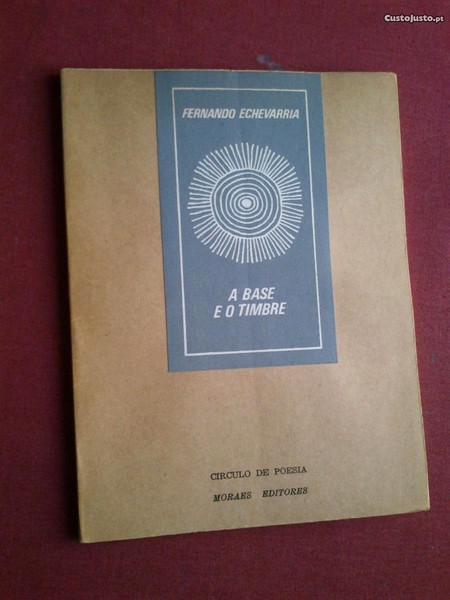 CustoJusto.pt
FERNANDO ECHEVARRIA
A BASE
E O TIMBRE
CIRCULO DE POESIA
MORAES EDITORES